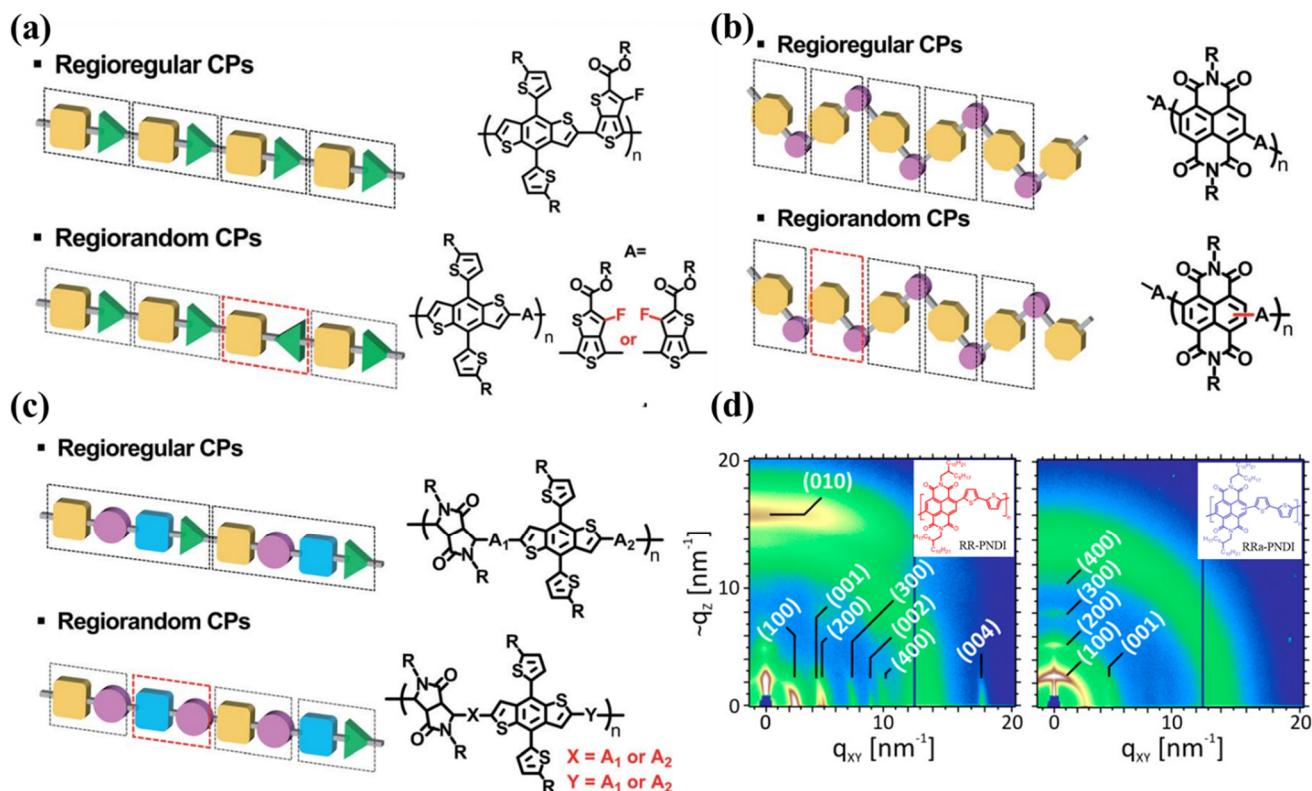 (a)
▪ Regioregular CPs
R
S
O
O
R
F
S
S
S
S
S
R
n
▪ Regiorandom CPs
R
S
S
S
A
n
S
R
A=
R
O
O
S
F
S
or
R
O
O
S
F
S
(b)
▪ Regioregular CPs
R
O
N
O
A
A
n
O
N
O
R
▪ Regiorandom CPs
R
O
N
O
A
A
n
O
N
O
R
(c)
▪ Regioregular CPs
R
N
O
O
N
R
A1
R
S
S
S
S
R
A2
n
▪ Regiorandom CPs
R
N
O
O
N
R
X
R
S
S
S
S
R
Y
n
X = A1 or A2
Y = A1 or A2
(d)
20
10
0
~qZ [nm-1]
(010)
(100)
(001)
(200)
(300)
(002)
(400)
(004)
RR-PNDI
0
10
20
qXY [nm-1]
(400)
(300)
(200)
(100)
(001)
RRa-PNDI
0
10
20
qXY [nm-1]